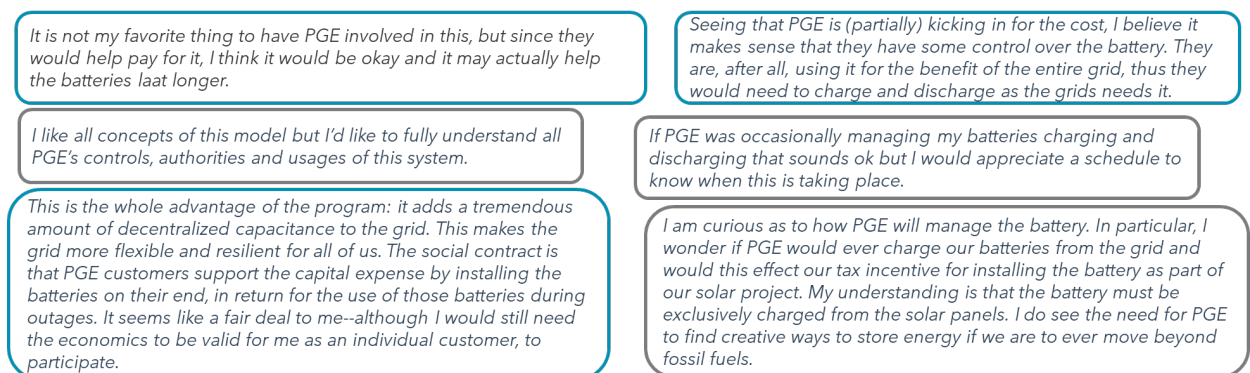 It is not my favorite thing to have PGE involved in this, but since they
would help pay for it, I think it would be okay and it may actually help
the batteries laat longer.
Seeing that PGE is (partially) kicking in for the cost, I believe it
makes sense that they have some control over the battery. They
are, after all, using it for the benefit of the entire grid, thus they
would need to charge and discharge as the grids needs it.
I like all concepts of this model but I'd like to fully understand all
PGE's controls, authorities and usages of this system.
If PGE was occasionally managing my batteries charging and
discharging that sounds ok but I would appreciate a schedule to
know when this is taking place.
This is the whole advantage of the program: it adds a tremendous
amount of decentralized capacitance to the grid. This makes the
grid more flexible and resilient for all of us. The social contract is
that PGE customers support the capital expense by installing the
batteries on their end, in return for the use of those batteries during
outages. It seems like a fair deal to me--although I would still need
the economics to be valid for me as an individual customer, to
participate.
I am curious as to how PGE will manage the battery. In particular, I
wonder if PGE would ever charge our batteries from the grid and
would this effect our tax incentive for installing the battery as part of
our solar project. My understanding is that the battery must be
exclusively charged from the solar panels. I do see the need for PGE
to find creative ways to store energy if we are to ever move beyond
fossil fuels.